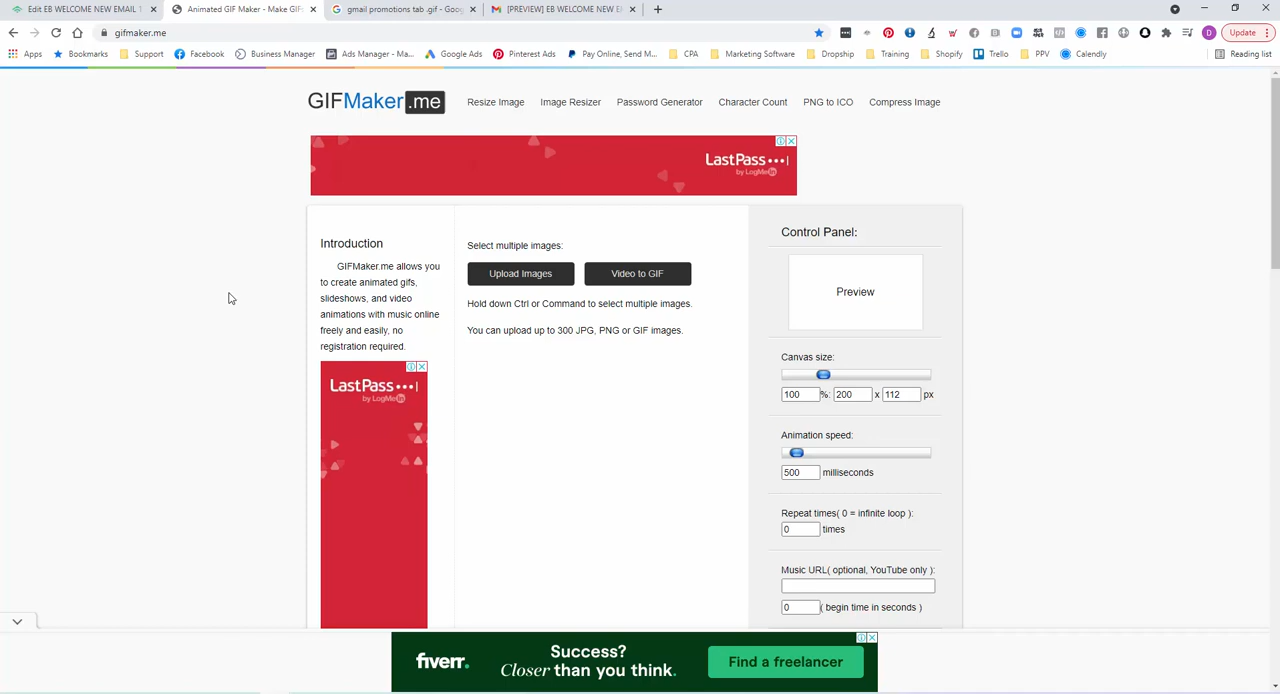 Edit EB WELCOME NEW EMAIL 1
Animated GIF Maker - Make GIFs
gmail promotions tab .gif - Goog
[PREVIEW] EB WELCOME NEW E
gifmaker.me
D
Update
Apps
Bookmarks
Support
Facebook
Business Manager
Ads Manager - Ma...
Google Ads
Pinterest Ads
Pay Online, Send M...
CPA
Marketing Software
Dropship
Training
Shopify
Trello
PPV
Calendly
Reading list
GIFMaker.me
Resize Image
Image Resizer
Password Generator
Character Count
PNG to ICO
Compress Image
LastPass•••|
by LogMeIn
Introduction
GIFMaker.me allows you
to create animated gifs,
slideshows, and video
animations with music online
freely and easily, no
registration required.
LastPass•••|
by LogMeIn
Select multiple images:
Upload Images
Video to GIF
Hold down Ctrl or Command to select multiple images.
You can upload up to 300 JPG, PNG or GIF images.
Control Panel:
Preview
Canvas size:
100 %: 200 x 112 px
Animation speed:
500 milliseconds
Repeat times( 0 = infinite loop ):
0 times
Music URL( optional, YouTube only ):
0 ( begin time in seconds )
fiverr.
Success?
Closer than you think.
Find a freelancer